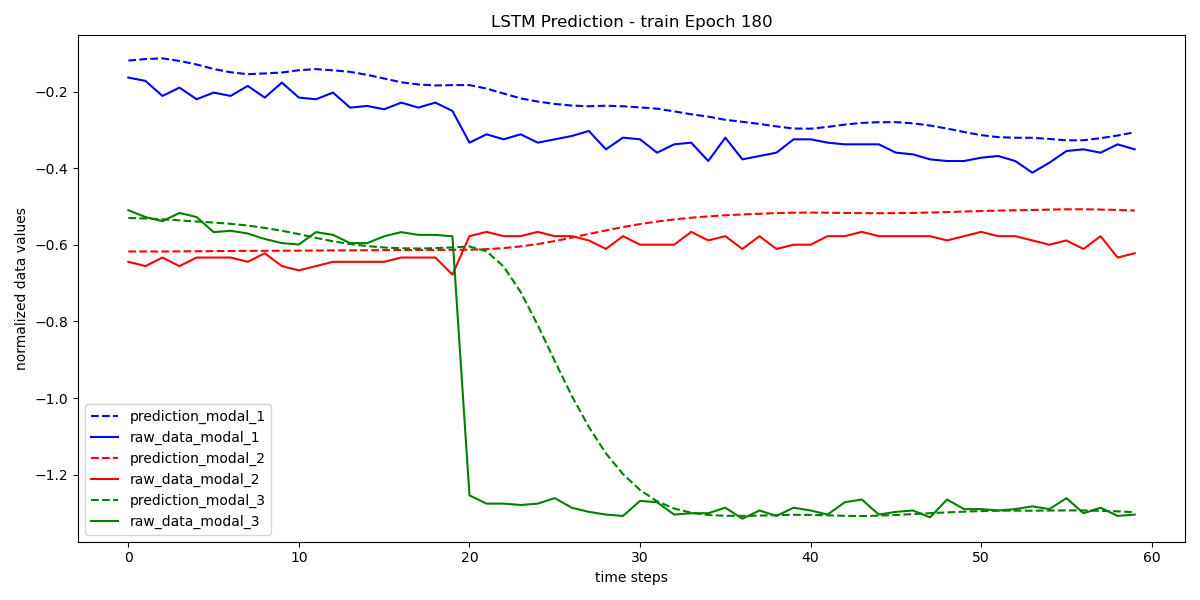 LSTM Prediction - train Epoch 180
normalized data values
−0.2
−0.4
−0.6
−0.8
−1.0
−1.2
prediction_modal_1
raw_data_modal_1
prediction_modal_2
raw_data_modal_2
prediction_modal_3
raw_data_modal_3
0 10 20 30 40 50 60
time steps